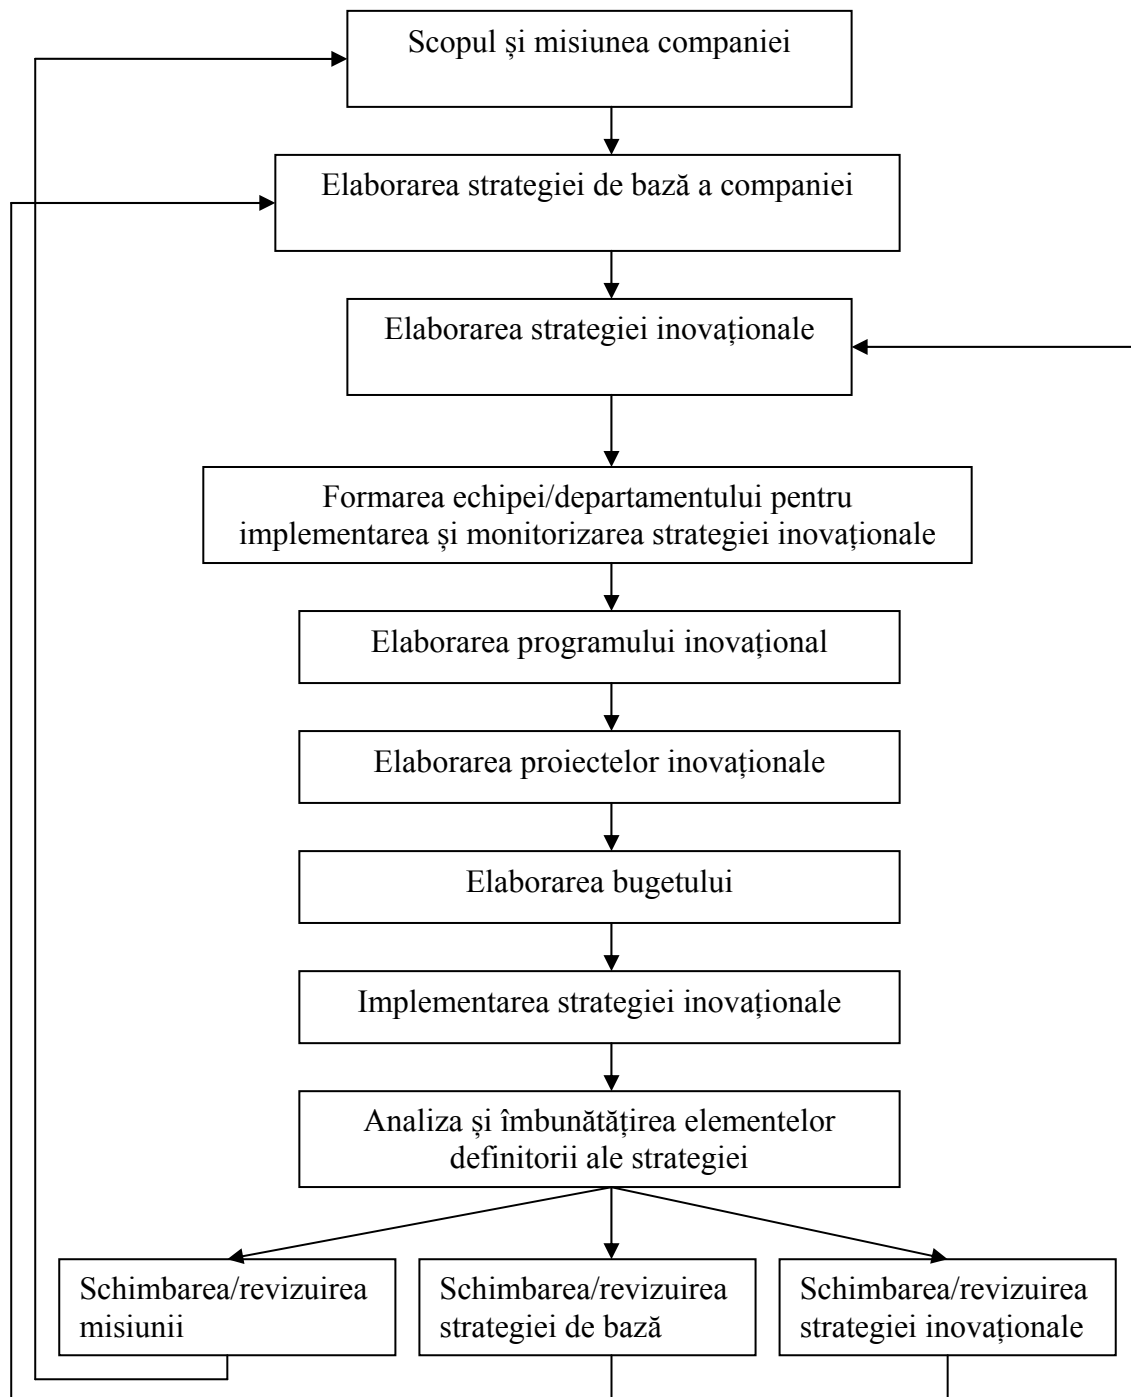 Scopul și misiunea companiei
Elaborarea strategiei de bază a companiei
Elaborarea strategiei inovaționale
Formarea echipei/departamentului pentru
implementarea și monitorizarea strategiei inovaționale
Elaborarea programului inovațional
Elaborarea proiectelor inovaționale
Elaborarea bugetului
Implementarea strategiei inovaționale
Analiza și îmbunătățirea elementelor
definitorii ale strategiei
Schimbarea/revizuirea
misiunii
Schimbarea/revizuirea
strategiei de bază
Schimbarea/revizuirea
strategiei inovaționale